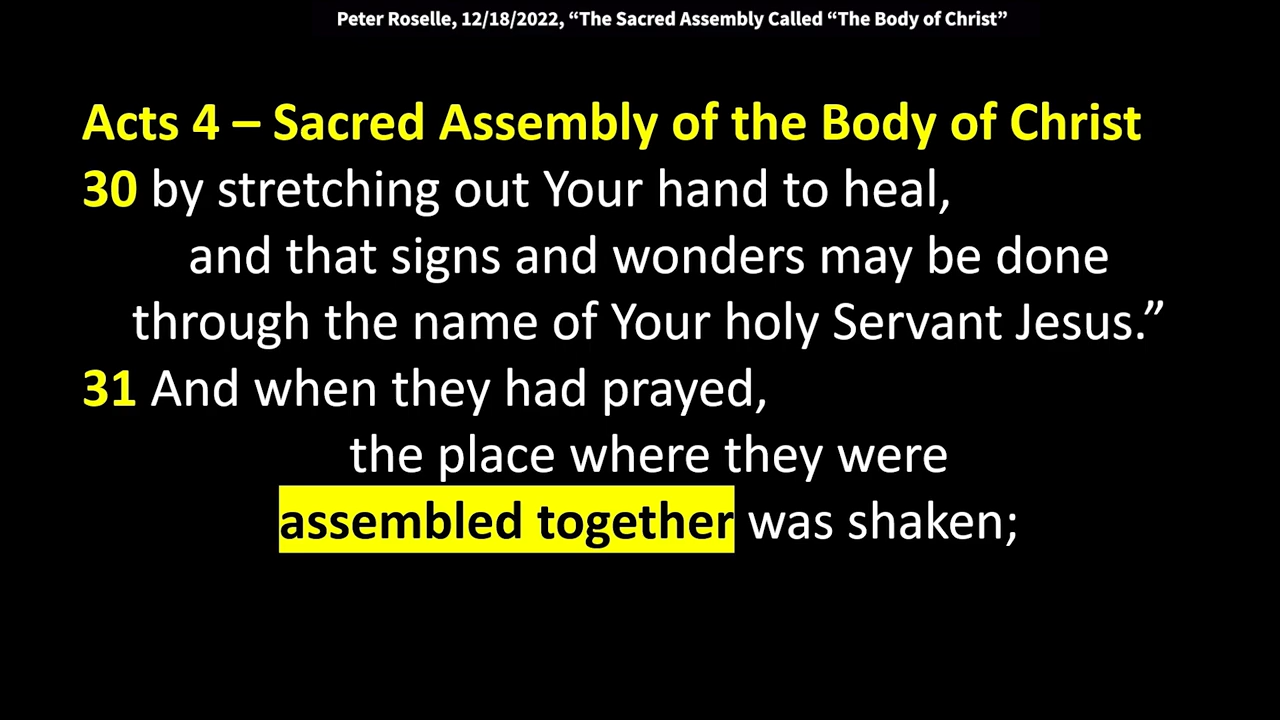 Peter Roselle, 12/18/2022, “The Sacred Assembly Called “The Body of Christ”
Acts 4 – Sacred Assembly of the Body of Christ
30 by stretching out Your hand to heal,
and that signs and wonders may be done
through the name of Your holy Servant Jesus.”
31 And when they had prayed,
the place where they were
assembled together was shaken;